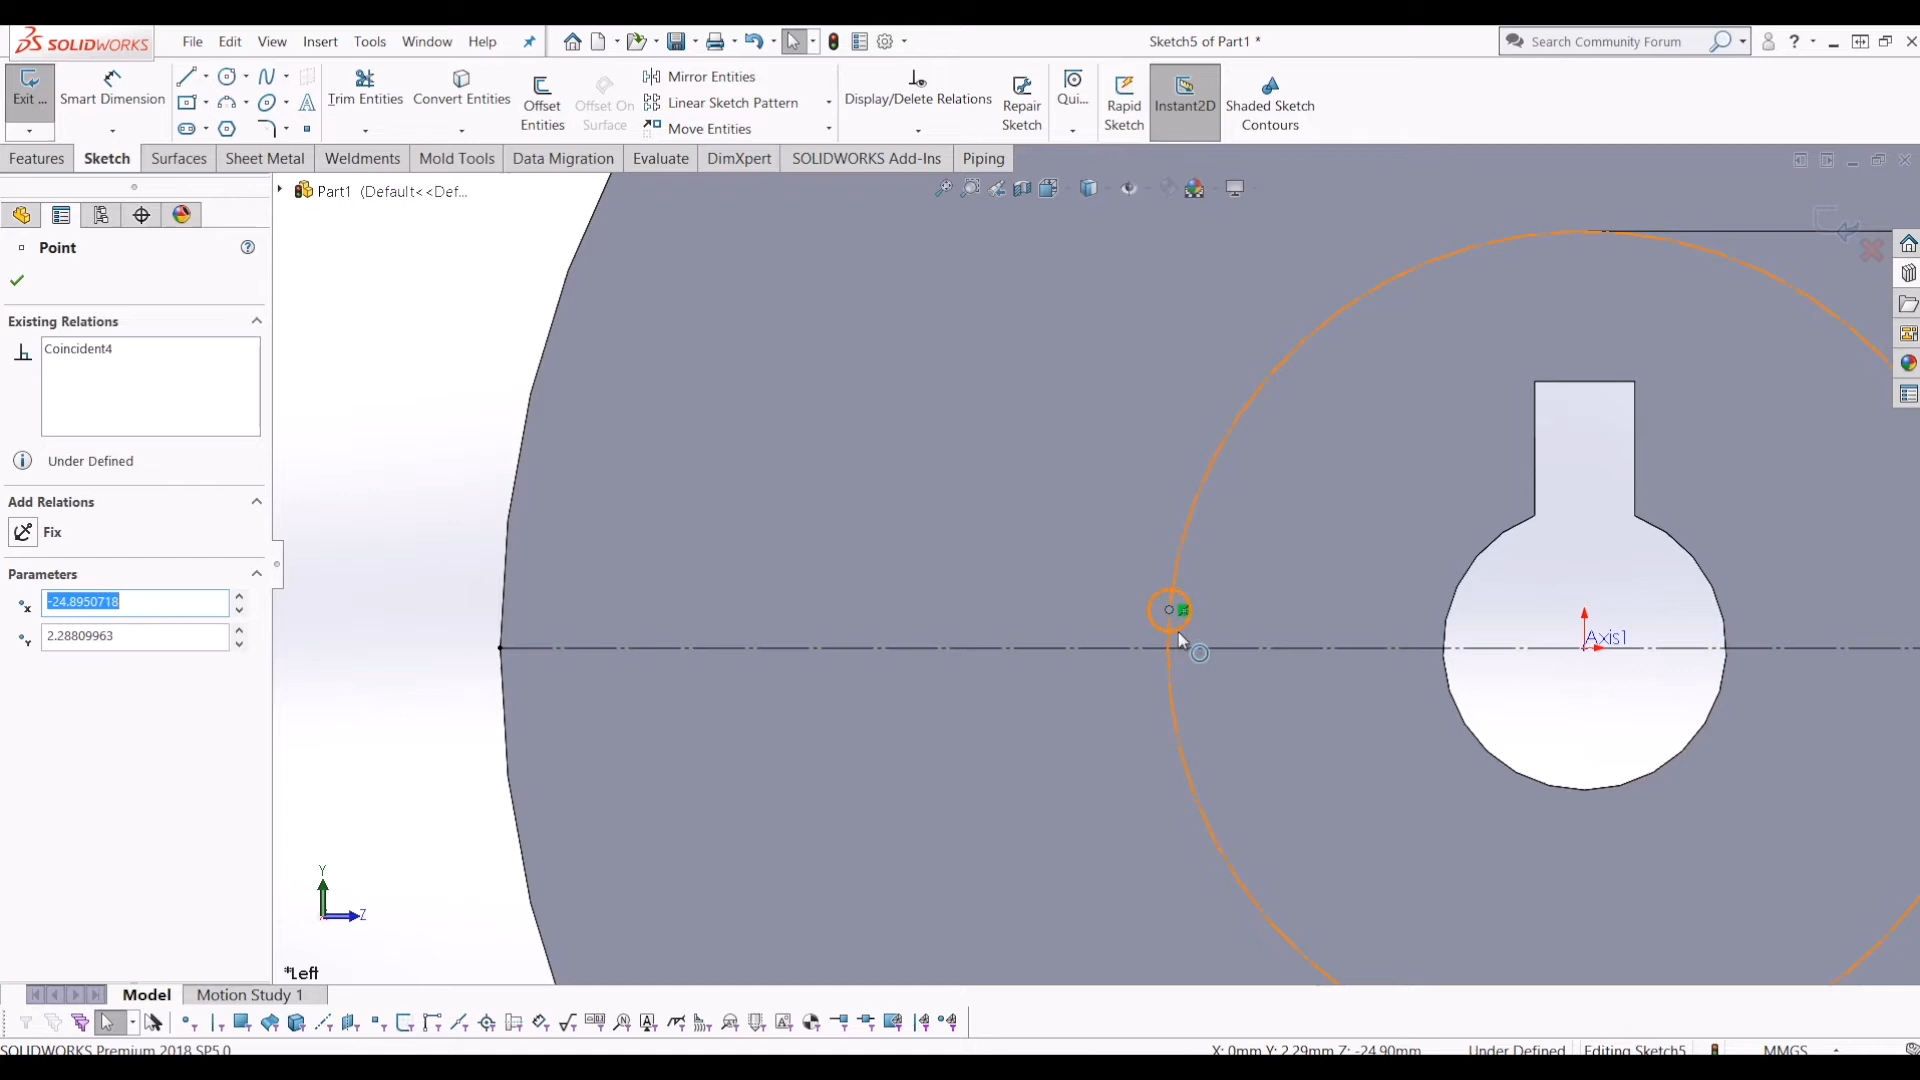 SOLIDWORKS File Edit View Insert Tools Window Help Sketch5 of Part1 * Search Community Forum ?
Exit ... Smart Dimension Trim Entities Convert Entities Offset Entities Offset On Surface Mirror Entities Linear Sketch Pattern Move Entities Display/Delete Relations Repair Sketch Qui... Rapid Sketch Instant2D Shaded Sketch Contours
Features Sketch Surfaces Sheet Metal Weldments Mold Tools Data Migration Evaluate DimXpert SOLIDWORKS Add-Ins Piping
Part1 (Default<<Def...
Point
Existing Relations
Coincident4
Under Defined
Add Relations
Fix
Parameters
-24.8950718
2.28809963
Axis1
Y
Z
*Left
Model Motion Study 1
SOLIDWORKS Premium 2018 SP5.0 X: 0mm Y: 2.29mm Z: -24.90mm Under Defined Editing Sketch5 MMGS